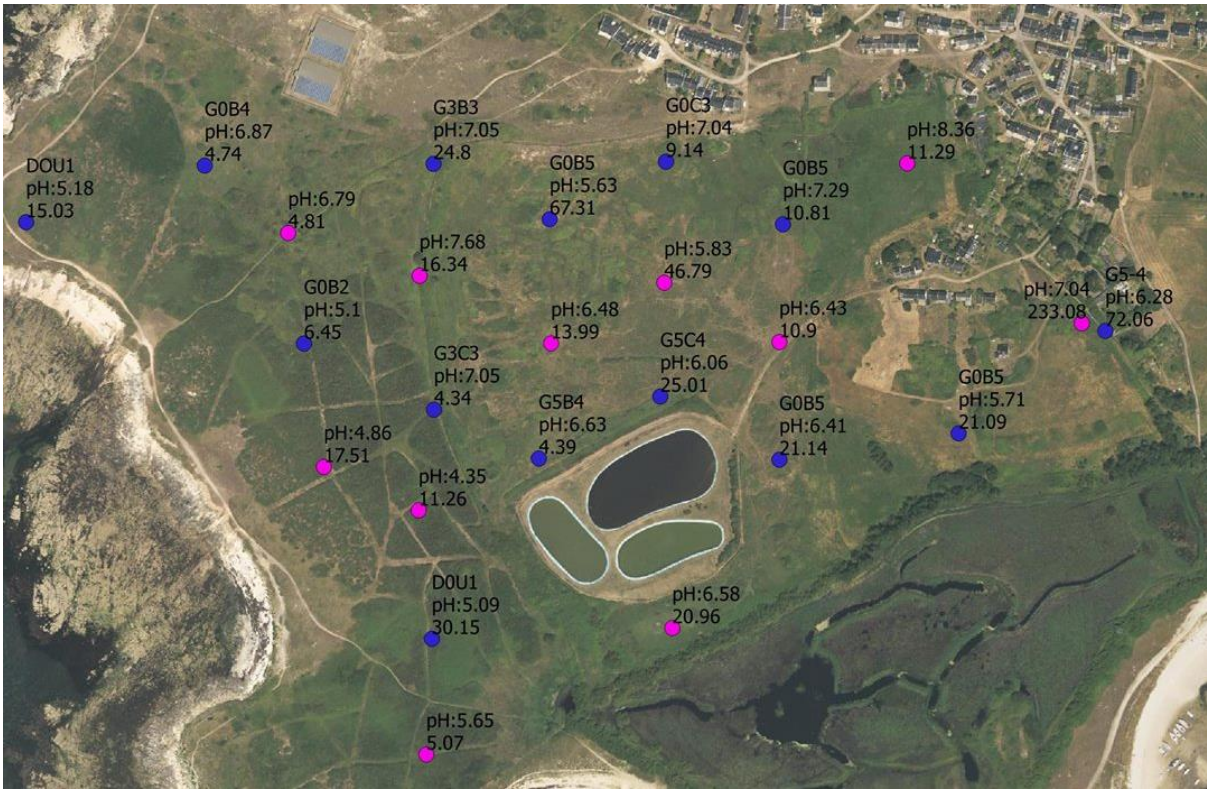 G0B4
pH:6.87
4.74
G3B3
pH:7.05
24.8
G0C3
pH:7.04
9.14
pH:8.36
11.29
DOU1
pH:5.18
15.03
G0B5
pH:5.63
67.31
G0B5
pH:7.29
10.81
pH:6.79
4.81
pH:7.68
16.34
pH:5.83
46.79
G0B2
pH:5.1
6.45
pH:6.48
13.99
pH:6.43
10.9
pH:7.04
233.08
G5-4
pH:6.28
72.06
G3C3
pH:7.05
4.34
G5C4
pH:6.06
25.01
G5B4
pH:6.63
4.39
G0B5
pH:6.41
21.14
G0B5
pH:5.71
21.09
pH:4.86
17.51
pH:4.35
11.26
D0U1
pH:5.09
30.15
pH:6.58
20.96
pH:5.65
5.07